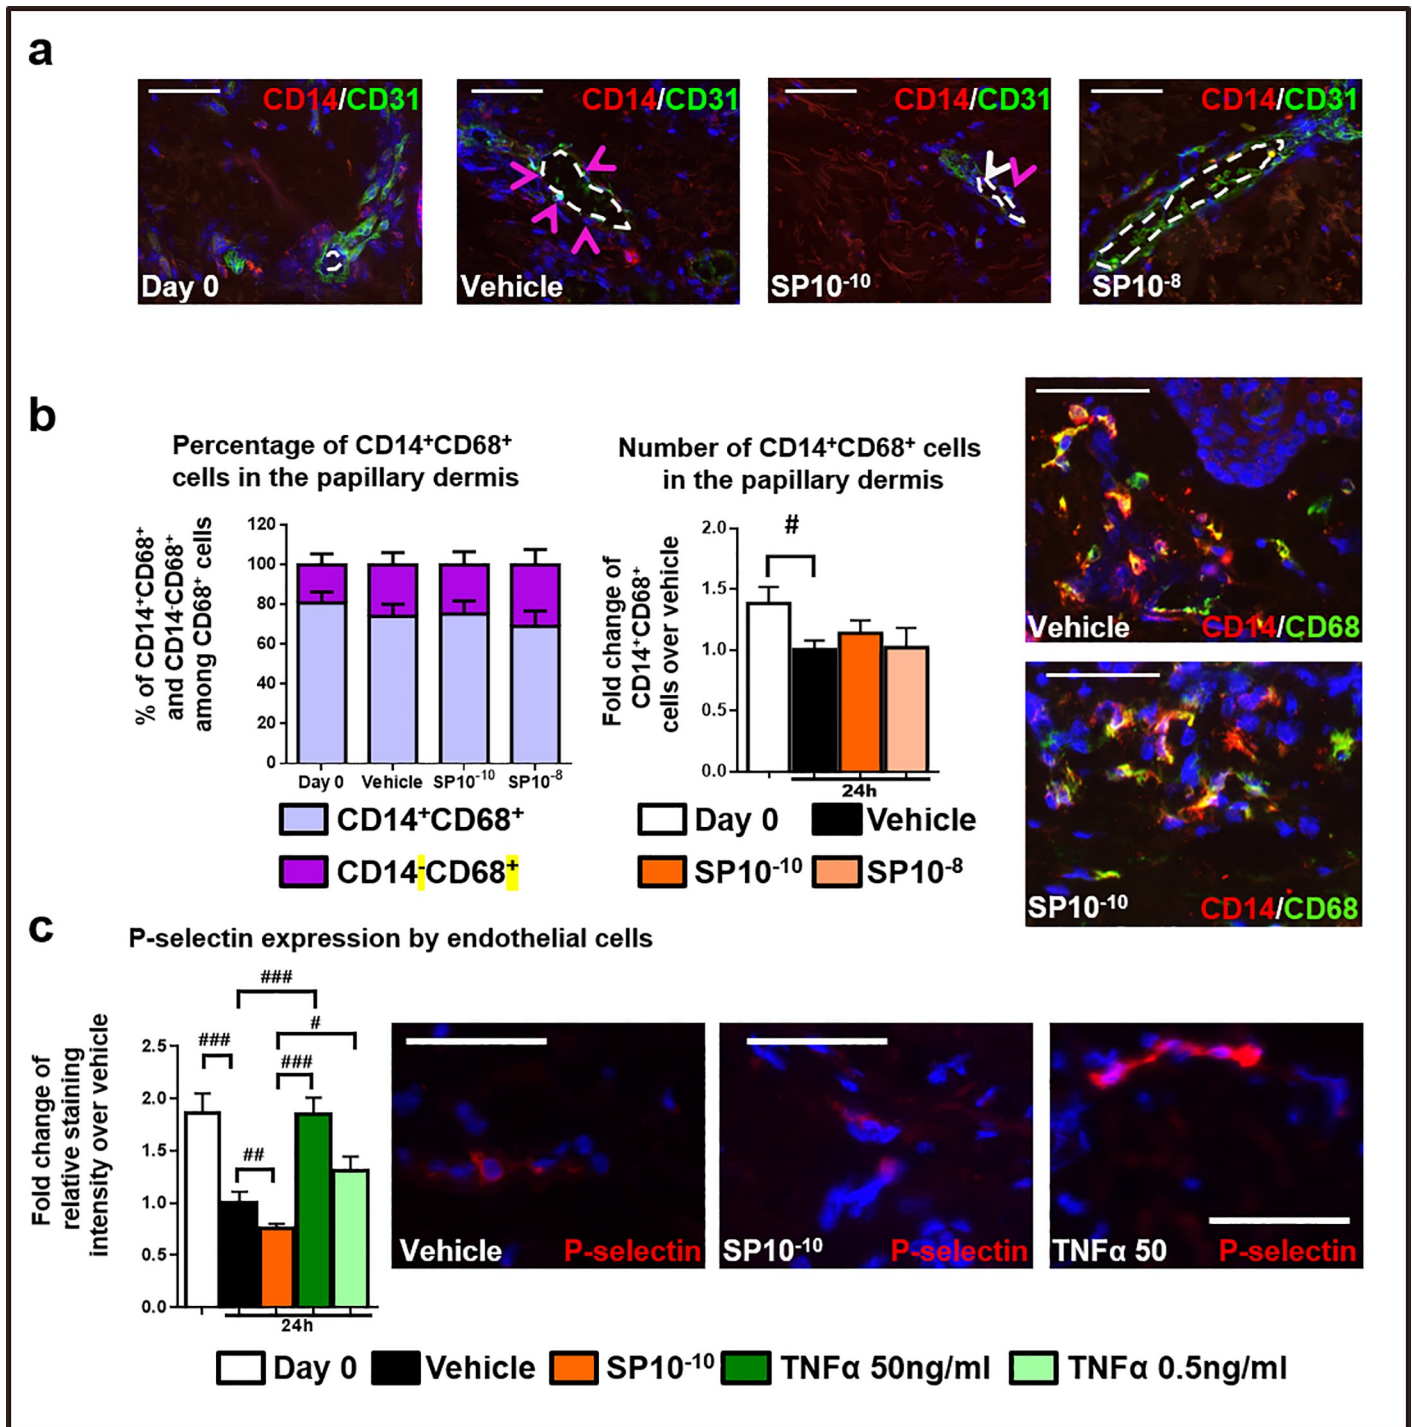 a
CD14/CD31
Day 0
CD14/CD31
Vehicle
CD14/CD31
SP10⁻¹⁰
CD14/CD31
SP10⁻⁸
b
Percentage of CD14⁺CD68⁺
cells in the papillary dermis
% of CD14⁺CD68⁺
and CD14⁻CD68⁺
among CD68⁺ cells
120
100
80
60
40
20
0
Day 0 Vehicle SP10⁻¹⁰ SP10⁻⁸
CD14⁺CD68⁺
CD14⁻CD68⁺
Number of CD14⁺CD68⁺ cells
in the papillary dermis
Fold change of
CD14⁺CD68⁺
cells over vehicle
2.0
1.5
1.0
0.5
0.0
#
24h
Day 0 Vehicle
SP10⁻¹⁰ SP10⁻⁸
Vehicle CD14/CD68
SP10⁻¹⁰ CD14/CD68
c
P-selectin expression by endothelial cells
Fold change of
relative staining
intensity over vehicle
2.5
2.0
1.5
1.0
0.5
0.0
###
#
###
###
##
24h
Vehicle P-selectin
SP10⁻¹⁰ P-selectin
TNFα 50 P-selectin
Day 0 Vehicle SP10⁻¹⁰ TNFα 50ng/ml TNFα 0.5ng/ml